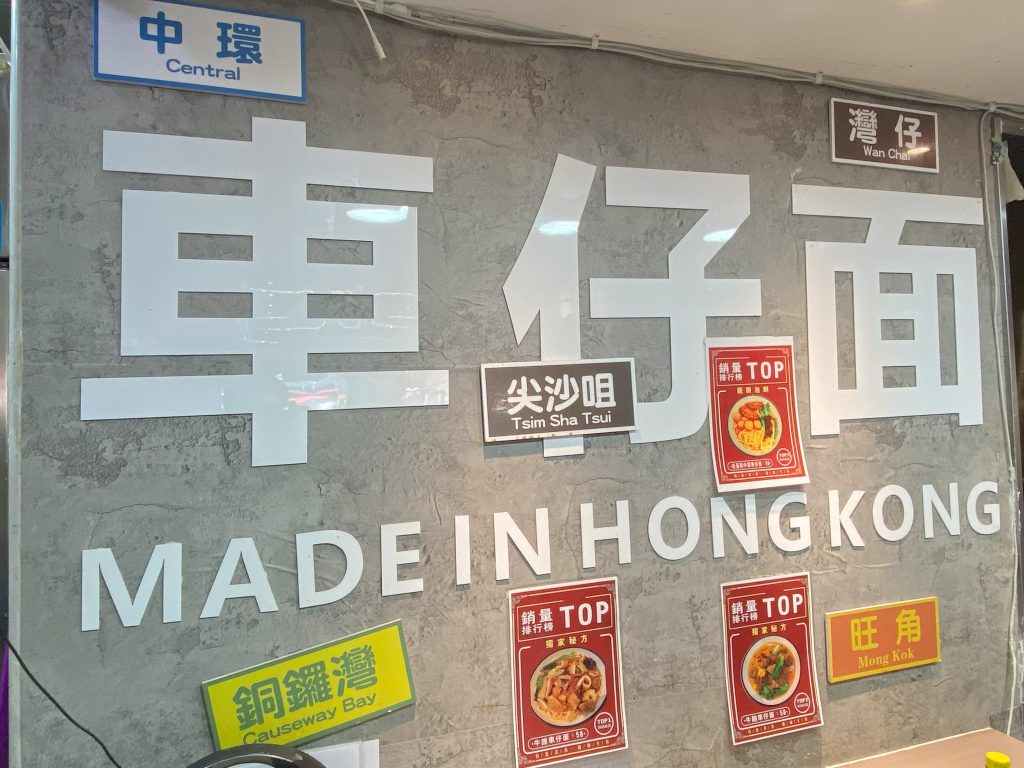 中環
Central
灣仔
Wan Chai
車仔面
尖沙咀
Tsim Sha Tsui
銷量
排行榜
TOP
MADE IN HONG KONG
銷量
排行榜
TOP
獨家秘方
TOP1
銷量
排行榜
TOP
獨家秘方
TOP2
旺角
Mong Kok
銅鑼灣
Causeway Bay